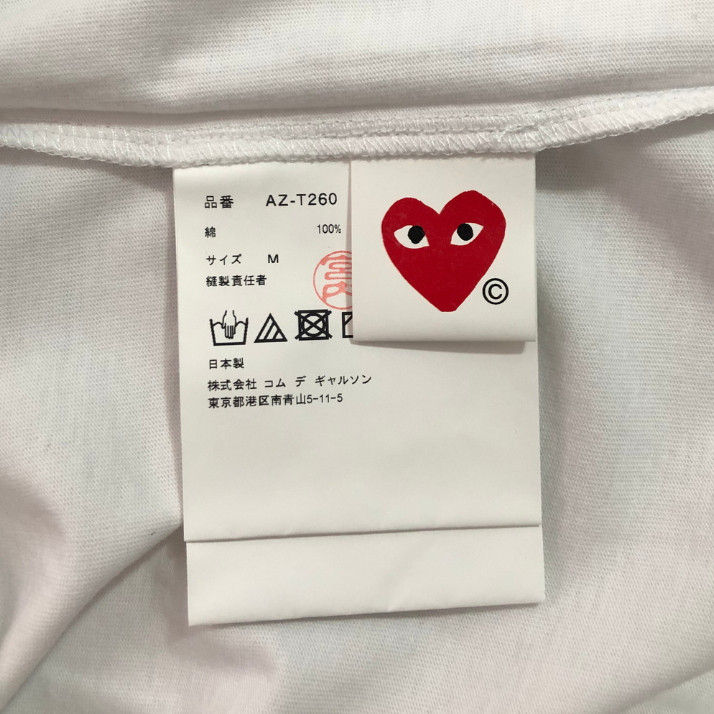 品番 AZ-T260
綿 100%
サイズ M
縫製責任者
日本製
株式会社 コム デ ギャルソン
東京都港区南青山5-11-5
©